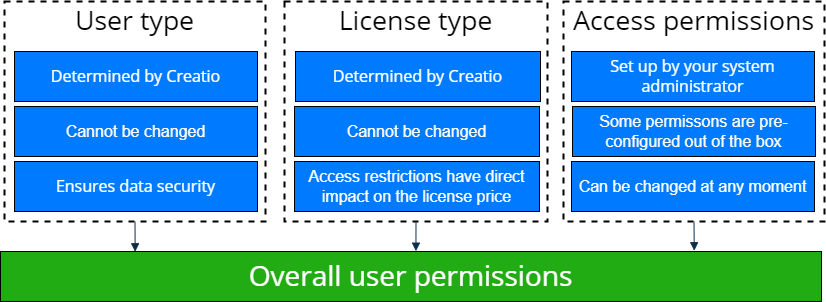 User type
Determined by Creatio
Cannot be changed
Ensures data security
License type
Determined by Creatio
Cannot be changed
Access restrictions have direct
impact on the license price
Access permissions
Set up by your system
administrator
Some permissons are pre-
configured out of the box
Can be changed at any moment
Overall user permissions